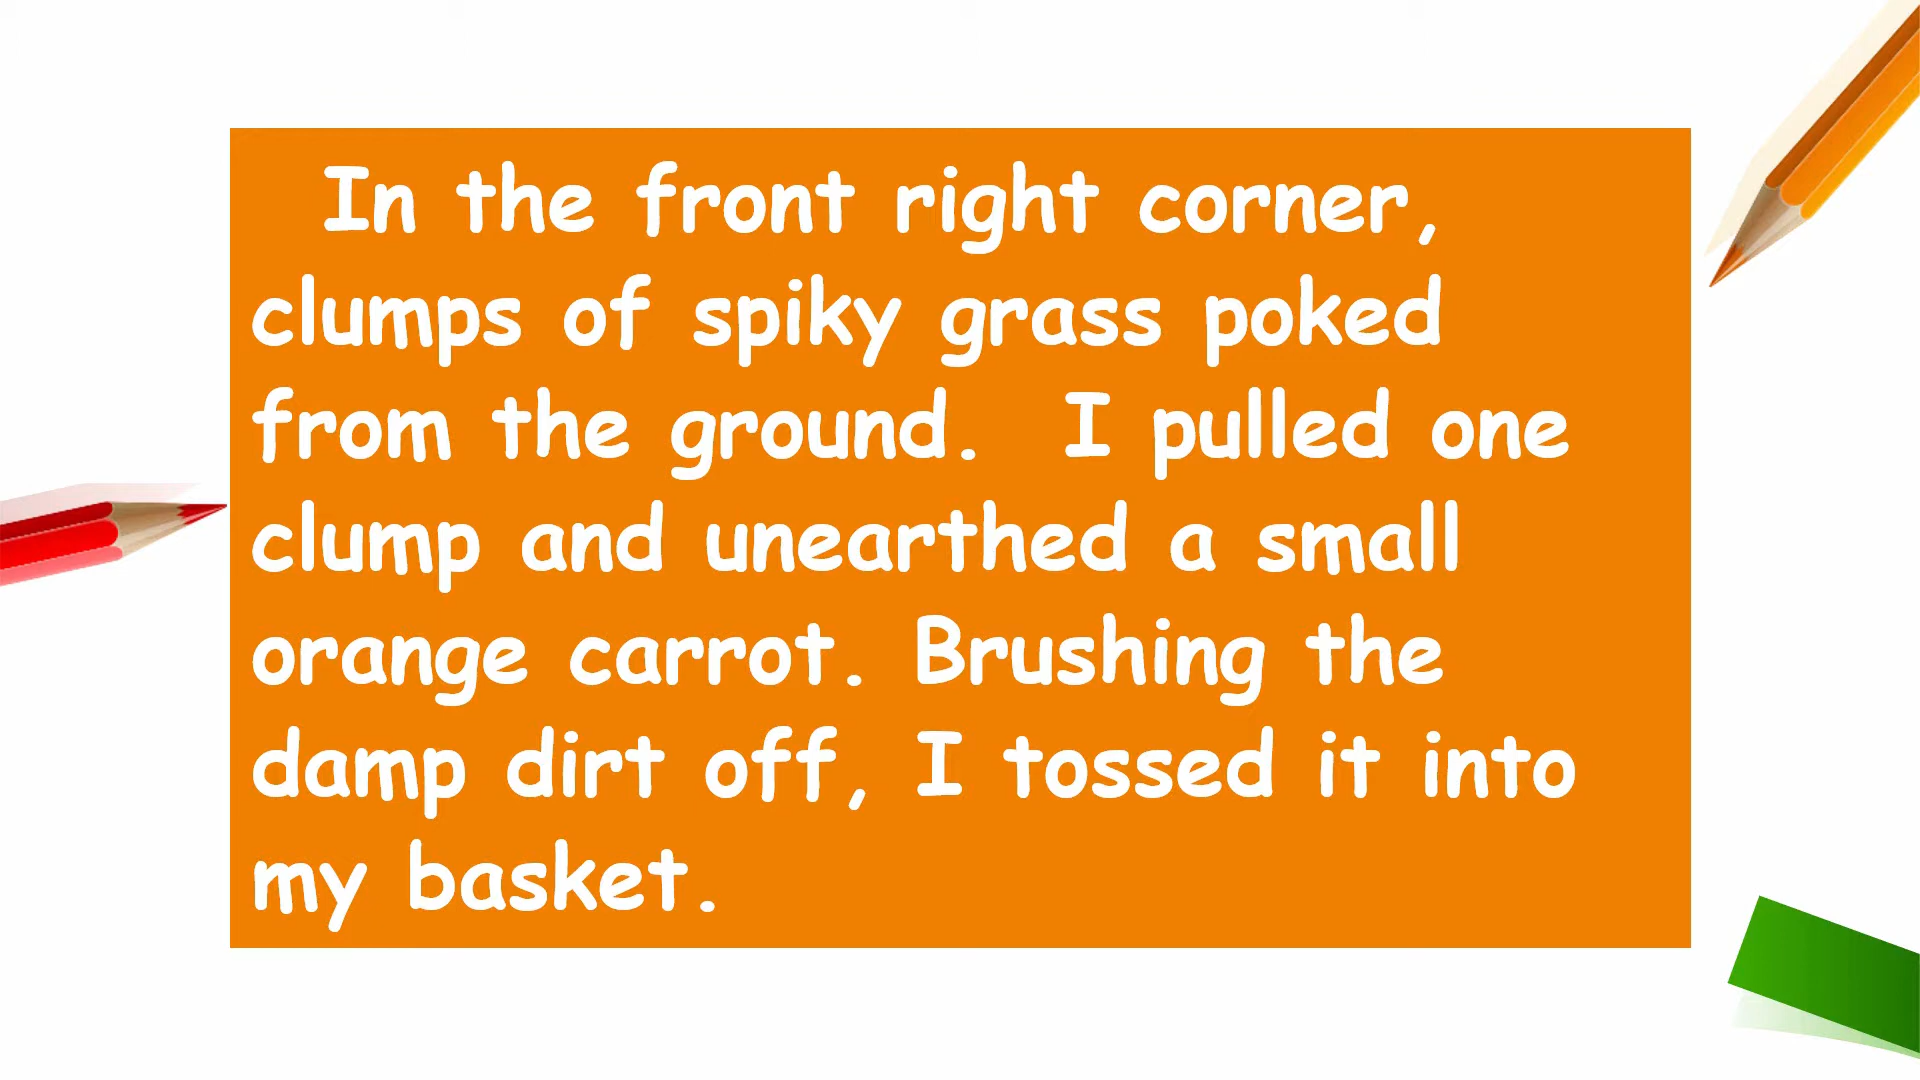 In the front right corner,
clumps of spiky grass poked
from the ground.  I pulled one
clump and unearthed a small
orange carrot. Brushing the
damp dirt off, I tossed it into
my basket.